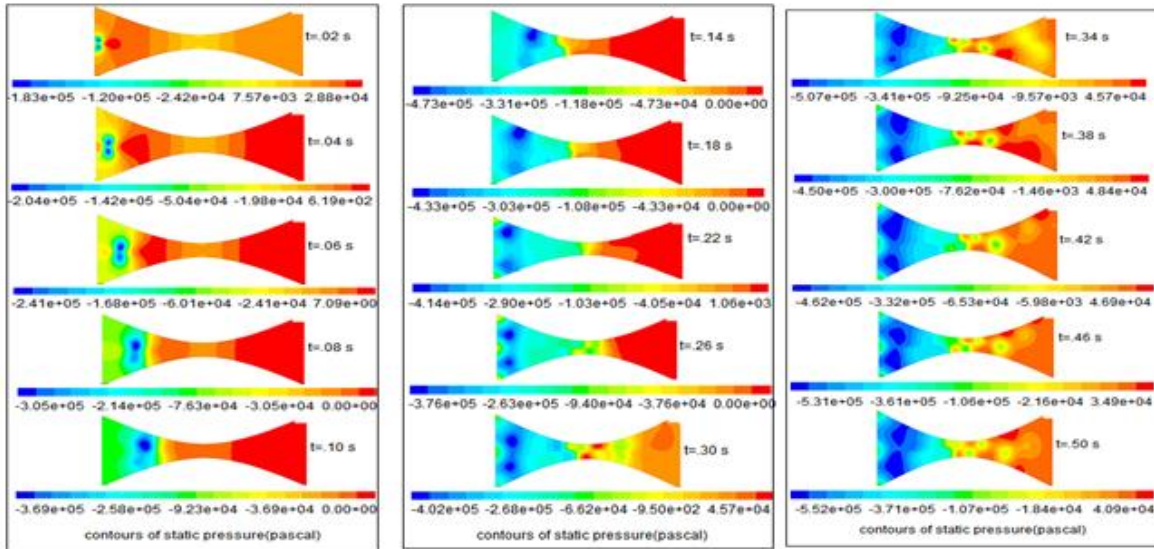 t=.02 s
-1.83e+05 -1.20e+05 -2.42e+04 7.57e+03 2.88e+04
t=.04 s
-2.04e+05 -1.42e+05 -5.04e+04 -1.98e+04 6.19e+02
t=.06 s
-2.41e+05 -1.68e+05 -6.01e+04 -2.41e+04 7.09e+00
t=.08 s
-3.05e+05 -2.14e+05 -7.63e+04 -3.05e+04 0.00e+00
t=.10 s
-3.69e+05 -2.58e+05 -9.23e+04 -3.69e+04 0.00e+00
contours of static pressure(pascal)
t=.14 s
-4.73e+05 -3.31e+05 -1.18e+05 -4.73e+04 0.00e+00
t=.18 s
-4.33e+05 -3.03e+05 -1.08e+05 -4.33e+04 0.00e+00
t=.22 s
-4.14e+05 -2.90e+05 -1.03e+05 -4.05e+04 1.06e+03
t=.26 s
-3.76e+05 -2.63ee+05 -9.40e+04 -3.76e+04 0.00e+00
t=.30 s
-4.02e+05 -2.68e+05 -6.62e+04 -9.50e+02 4.57e+04
contours of static pressure(pascal)
t=.34 s
-5.07e+05 -3.41e+05 -9.25e+04 -9.57e+03 4.57e+04
t=.38 s
-4.50e+05 -3.00e+05 -7.62e+04 -1.46e+03 4.84e+04
t=.42 s
-4.62e+05 -3.32e+05 -6.53e+04 -5.98e+03 4.69e+04
t=.46 s
-5.31e+05 -3.61e+05 -1.06e+05 -2.16e+04 3.49e+04
t=.50 s
-5.52e+05 -3.71e+05 -1.07e+05 -1.84e+04 4.09e+04
contours of static pressure(pascal)